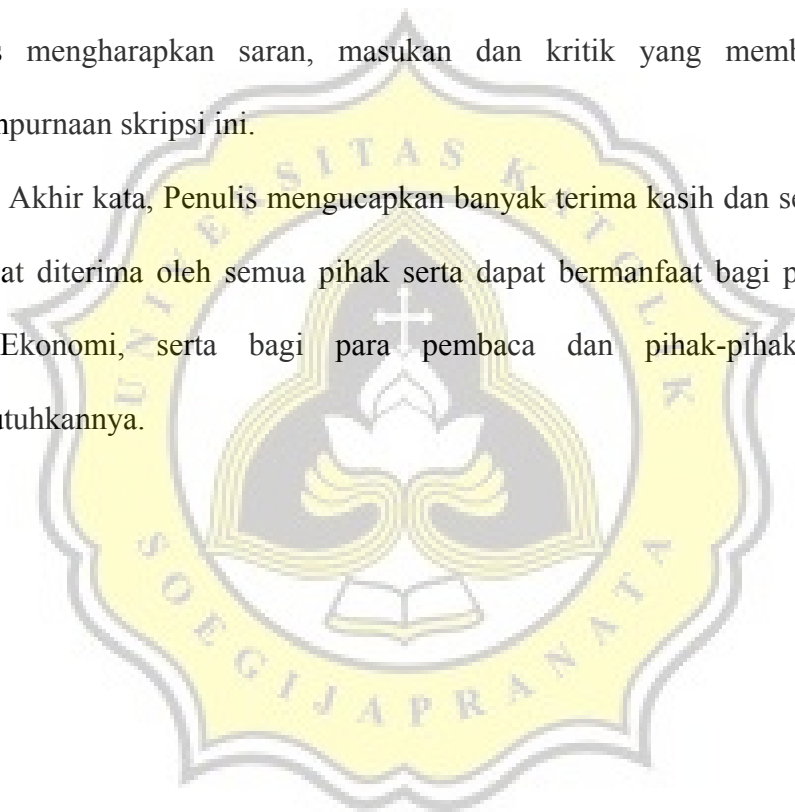 s mengharapkan saran, masukan dan kritik yang memb
npurnaan skripsi ini.
Akhir kata, Penulis mengucapkan banyak terima kasih dan se
at diterima oleh semua pihak serta dapat bermanfaat bagi p
Ekonomi, serta bagi para pembaca dan pihak-pihak
utuhkannya.
UNIVERSITAS KATOLIK
SOEGIJAPRANATA